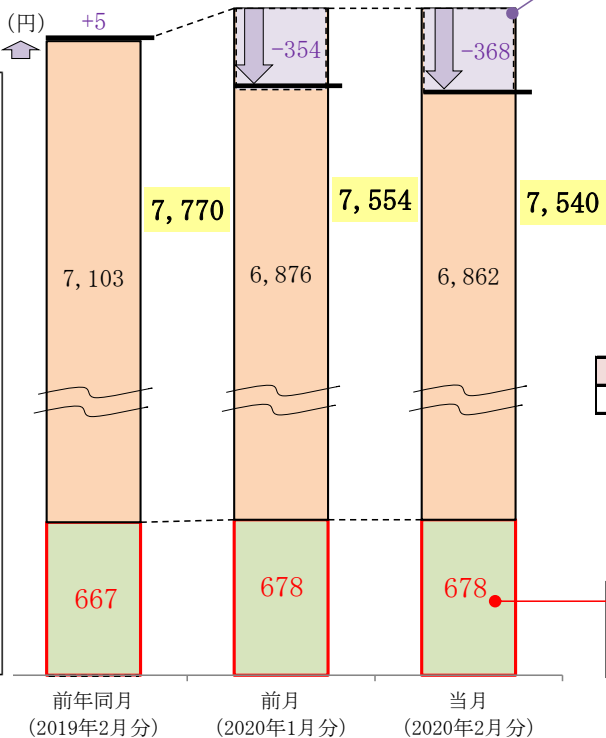 (円)
+5
-354
-368
7,770
7,554
7,540
7,103
6,876
6,862
667
678
678
前年同月
(2019年2月分)
前月
(2020年1月分)
当月
(2020年2月分)